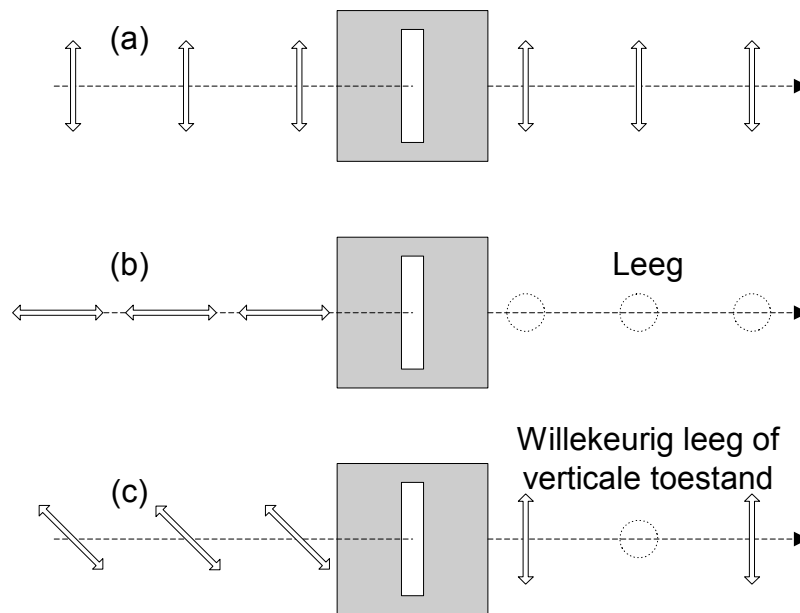 (a)
(b)
Leeg
Willekeurig leeg of
verticale toestand
(c)